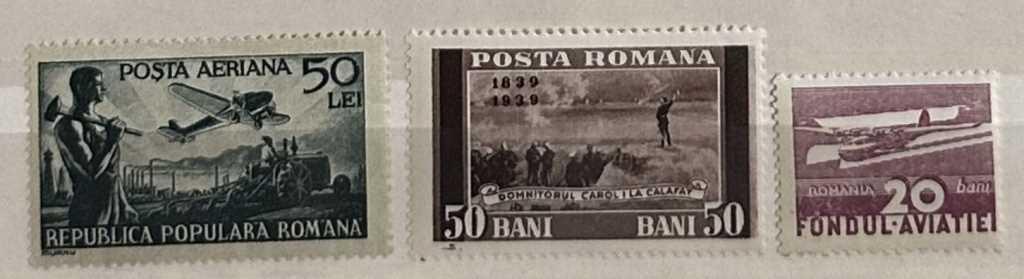 POȘTA AERIANA 50
LEI
REPUBLICA POPULARA ROMANA
POSTA ROMANA
1839
1939
DOMNITORUL CAROL I LA CALAFAT
50 BANI BANI 50
ROMANIA 20 bani
FONDUL-AVIATIEI